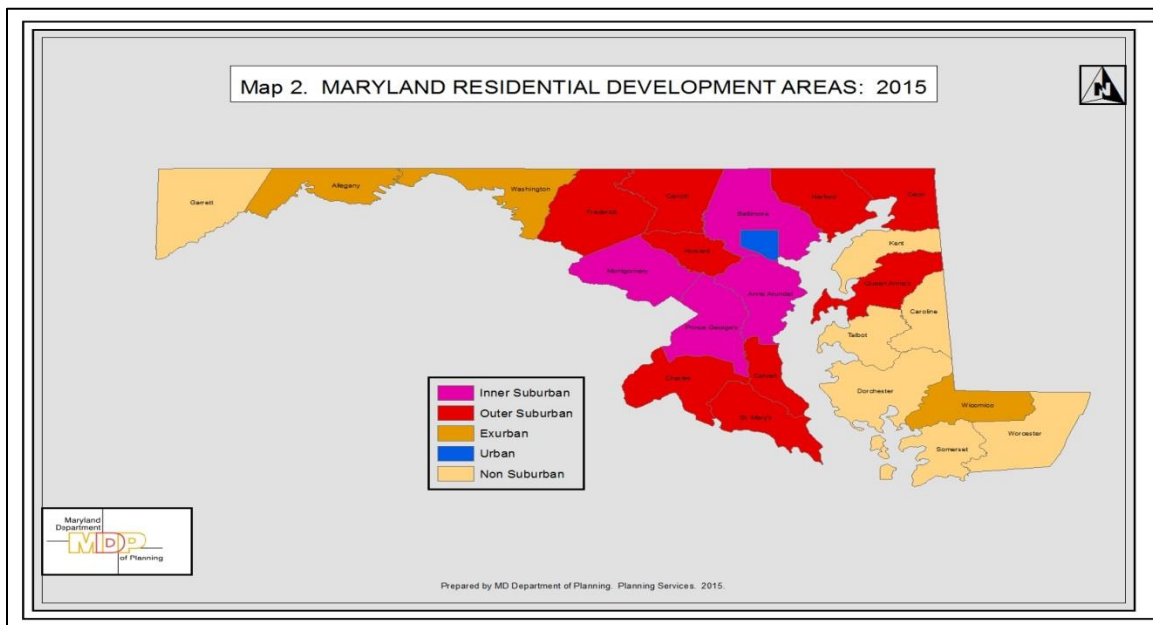 Map 2. MARYLAND RESIDENTIAL DEVELOPMENT AREAS: 2015
N
Garrett
Allegany
Washington
Frederick
Carroll
Baltimore
Harford
Cecil
Kent
Howard
Montgomery
Anne Arundel
Queen Anne's
Caroline
Prince George's
Talbot
Charles
Calvert
St. Mary's
Dorchester
Wicomico
Worcester
Somerset
Inner Suburban
Outer Suburban
Exurban
Urban
Non Suburban
Maryland
Department
MDP
of Planning
Prepared by MD Department of Planning. Planning Services. 2015.